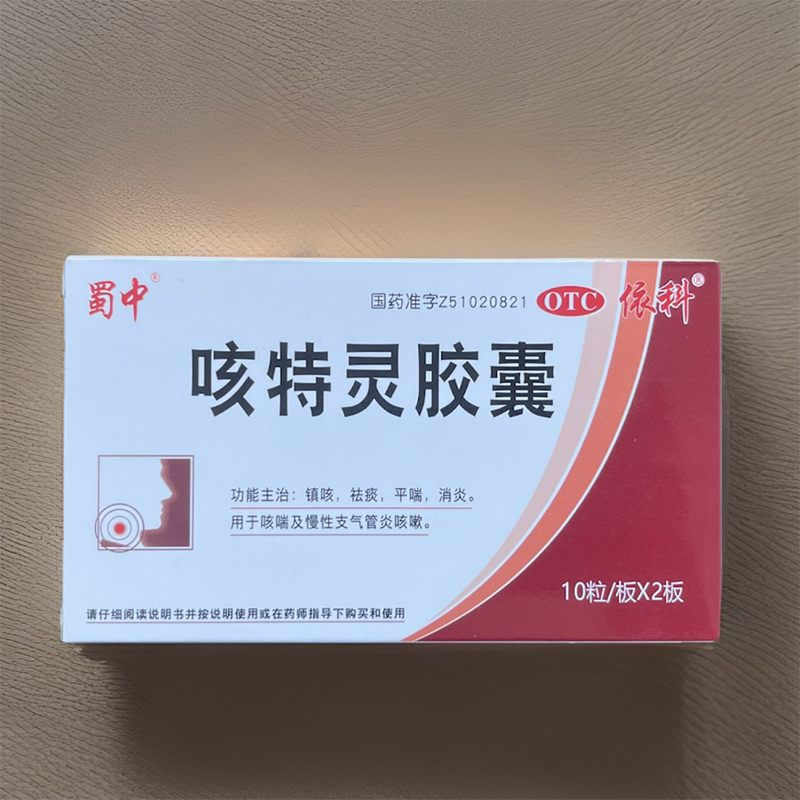 蜀中®
国药准字Z51020821 OTC 依科®
咳特灵胶囊
功能主治：镇咳，祛痰，平喘，消炎。
用于咳喘及慢性支气管炎咳嗽。
10粒/板X2板
请仔细阅读说明书并按说明使用或在药师指导下购买和使用